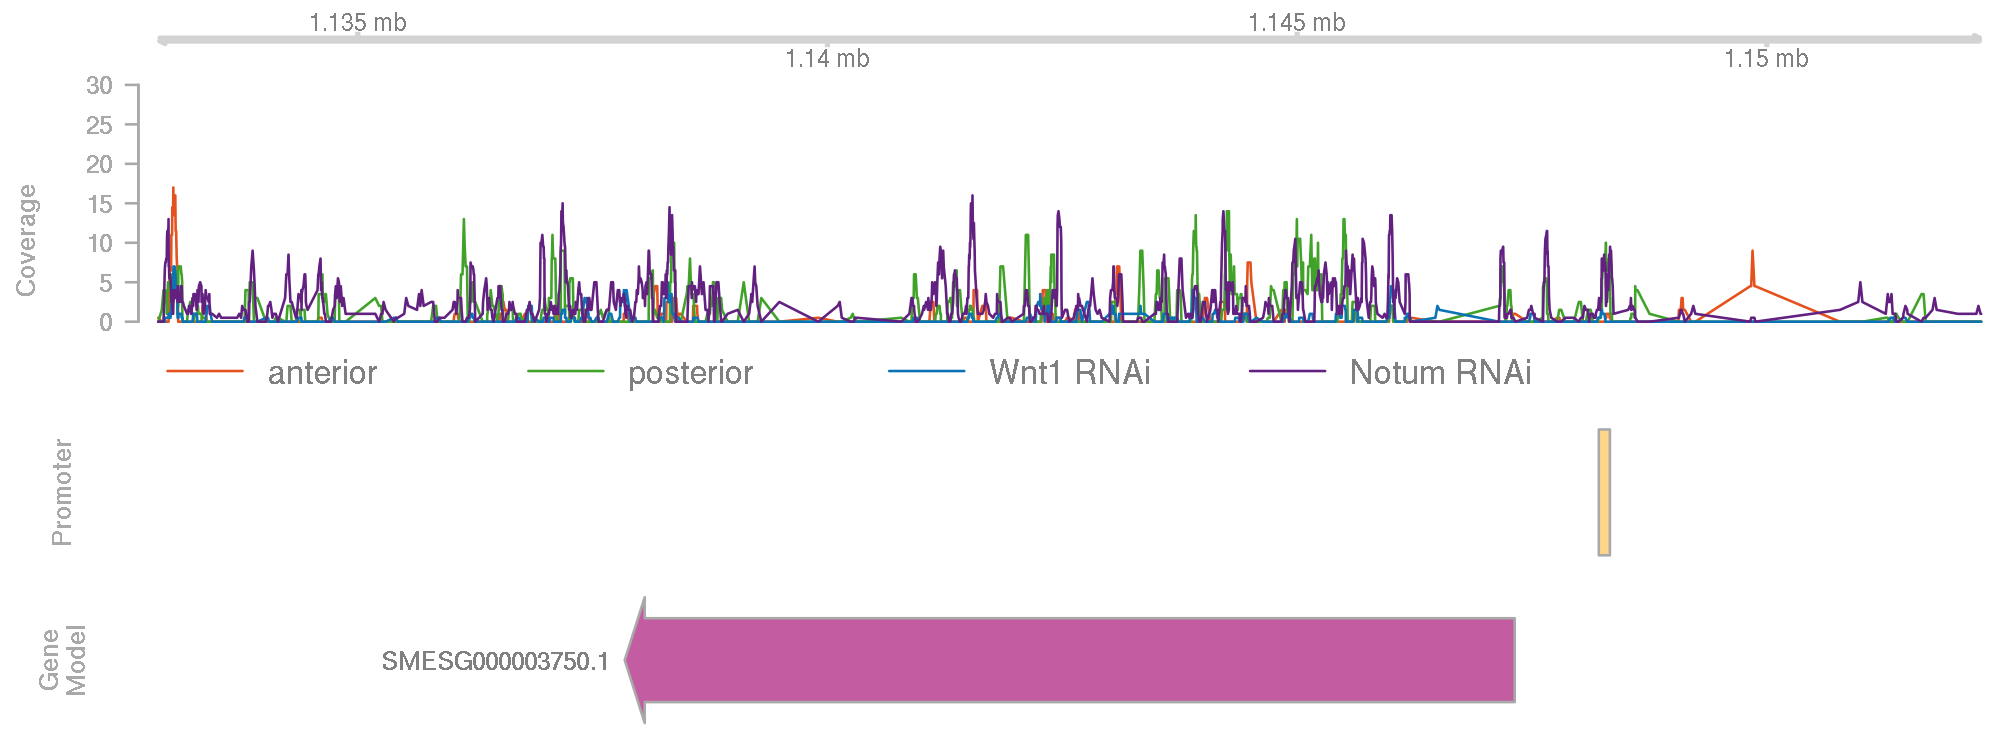 1.135 mb
1.145 mb
1.14 mb
1.15 mb
30
25
20
15
10
5
0
Coverage
anterior
posterior
Wnt1 RNAi
Notum RNAi
Promoter
Gene
Model
SMESG000003750.1